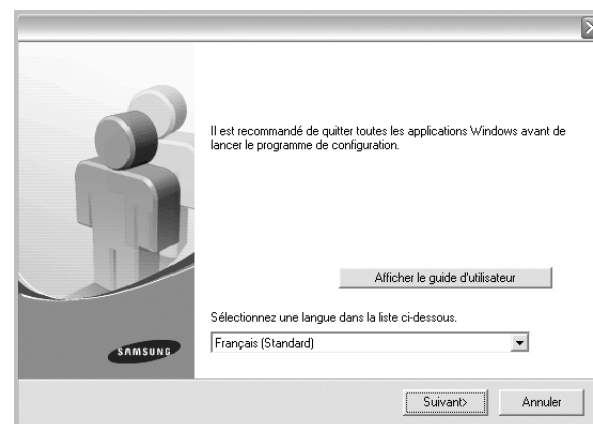 Il est recommandé de quitter toutes les applications Windows avant de
lancer le programme de configuration.
Afficher le guide d'utilisateur
Sélectionnez une langue dans la liste ci-dessous.
Français (Standard)
SAMSUNG
Suivant>
Annuler